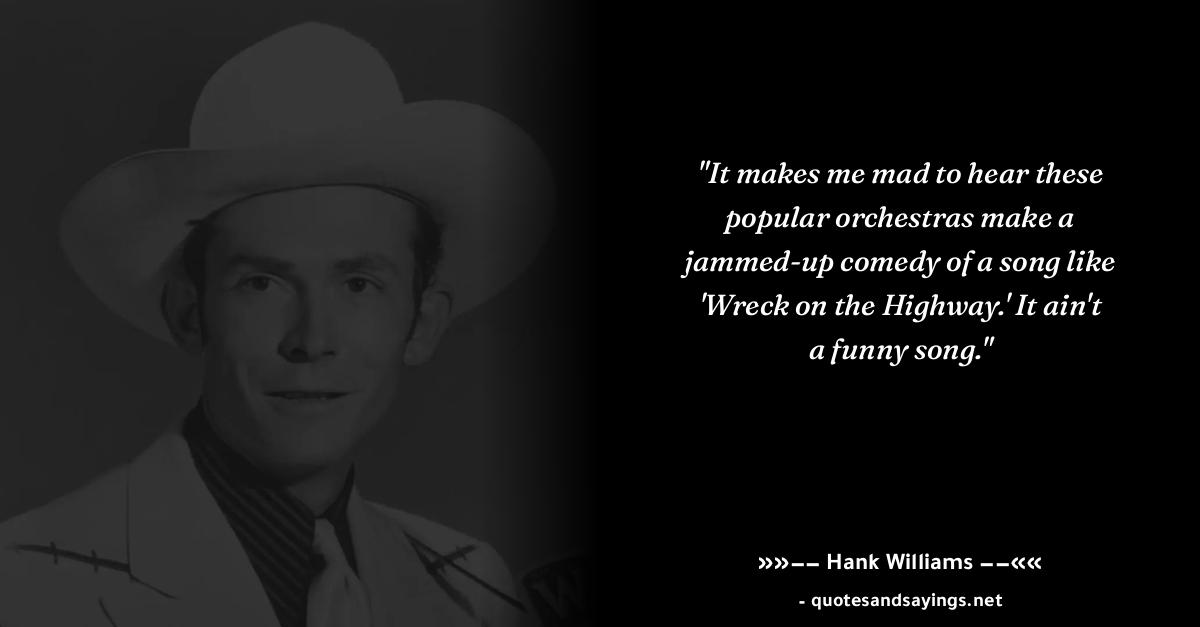 "It makes me mad to hear these
popular orchestras make a
jammed-up comedy of a song like
'Wreck on the Highway.' It ain't
a funny song."
»»−− Hank Williams −−««
- quotesandsayings.net